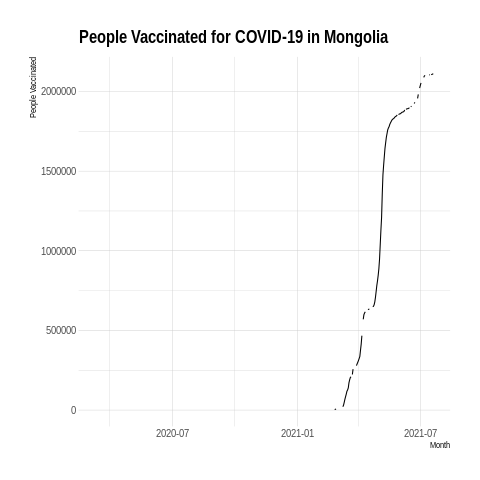 People Vaccinated for COVID-19 in Mongolia
People Vaccinated
2000000
1500000
1000000
500000
0
2020-07 2021-01 2021-07
Month